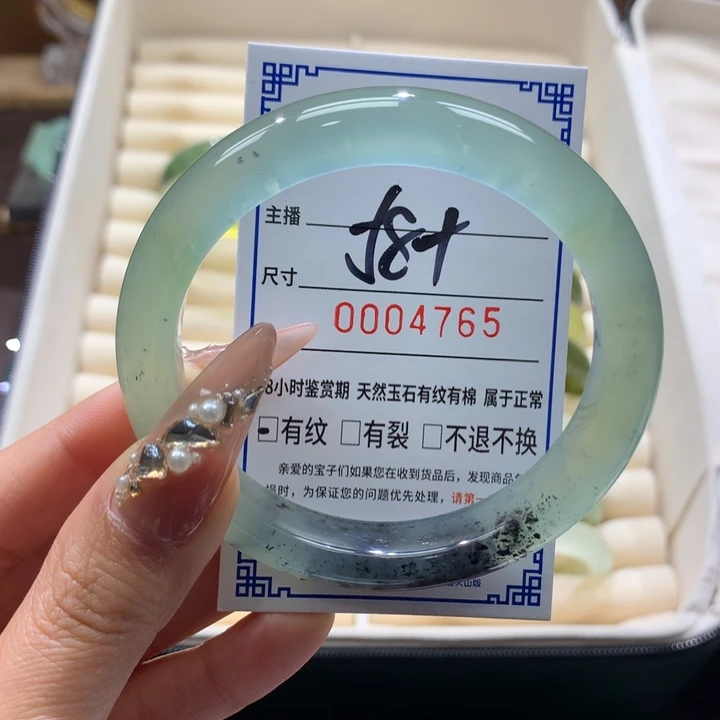 主播
58+
尺寸
0004765
8小时鉴赏期 天然玉石有纹有棉 属于正常
有纹 有裂 不退不换
亲爱的宝子们如果您在收到货品后，发现商品
损时，为保证您的问题优先处理，请第一